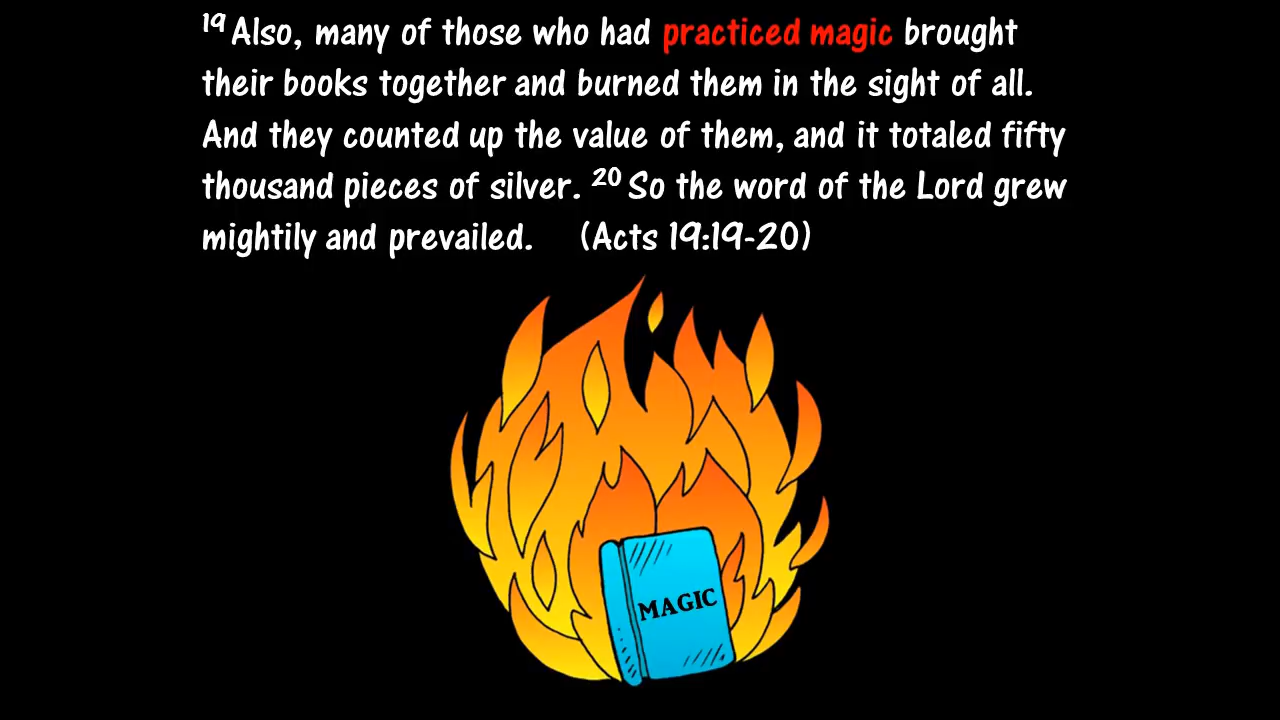 19 Also, many of those who had practiced magic brought
their books together and burned them in the sight of all.
And they counted up the value of them, and it totaled fifty
thousand pieces of silver. 20 So the word of the Lord grew
mightily and prevailed. (Acts 19:19-20)
MAGIC